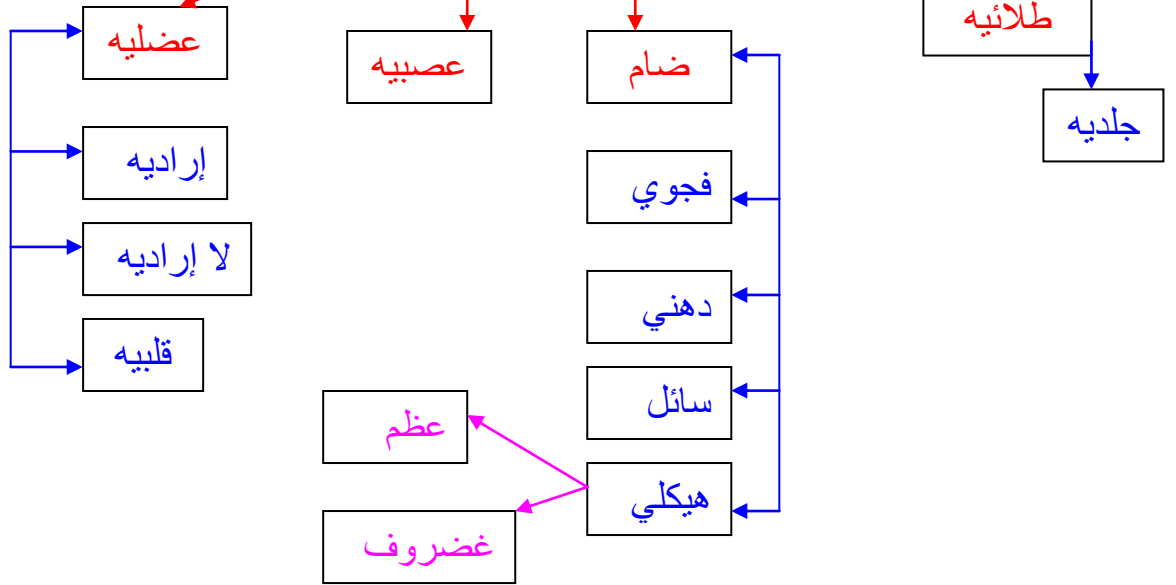 طلائيه
جلديه
ضام
فجوي
دهني
سائل
هيكلي
عظم
غضروف
عصبيه
عضليه
إراديه
لا إراديه
قلبيه